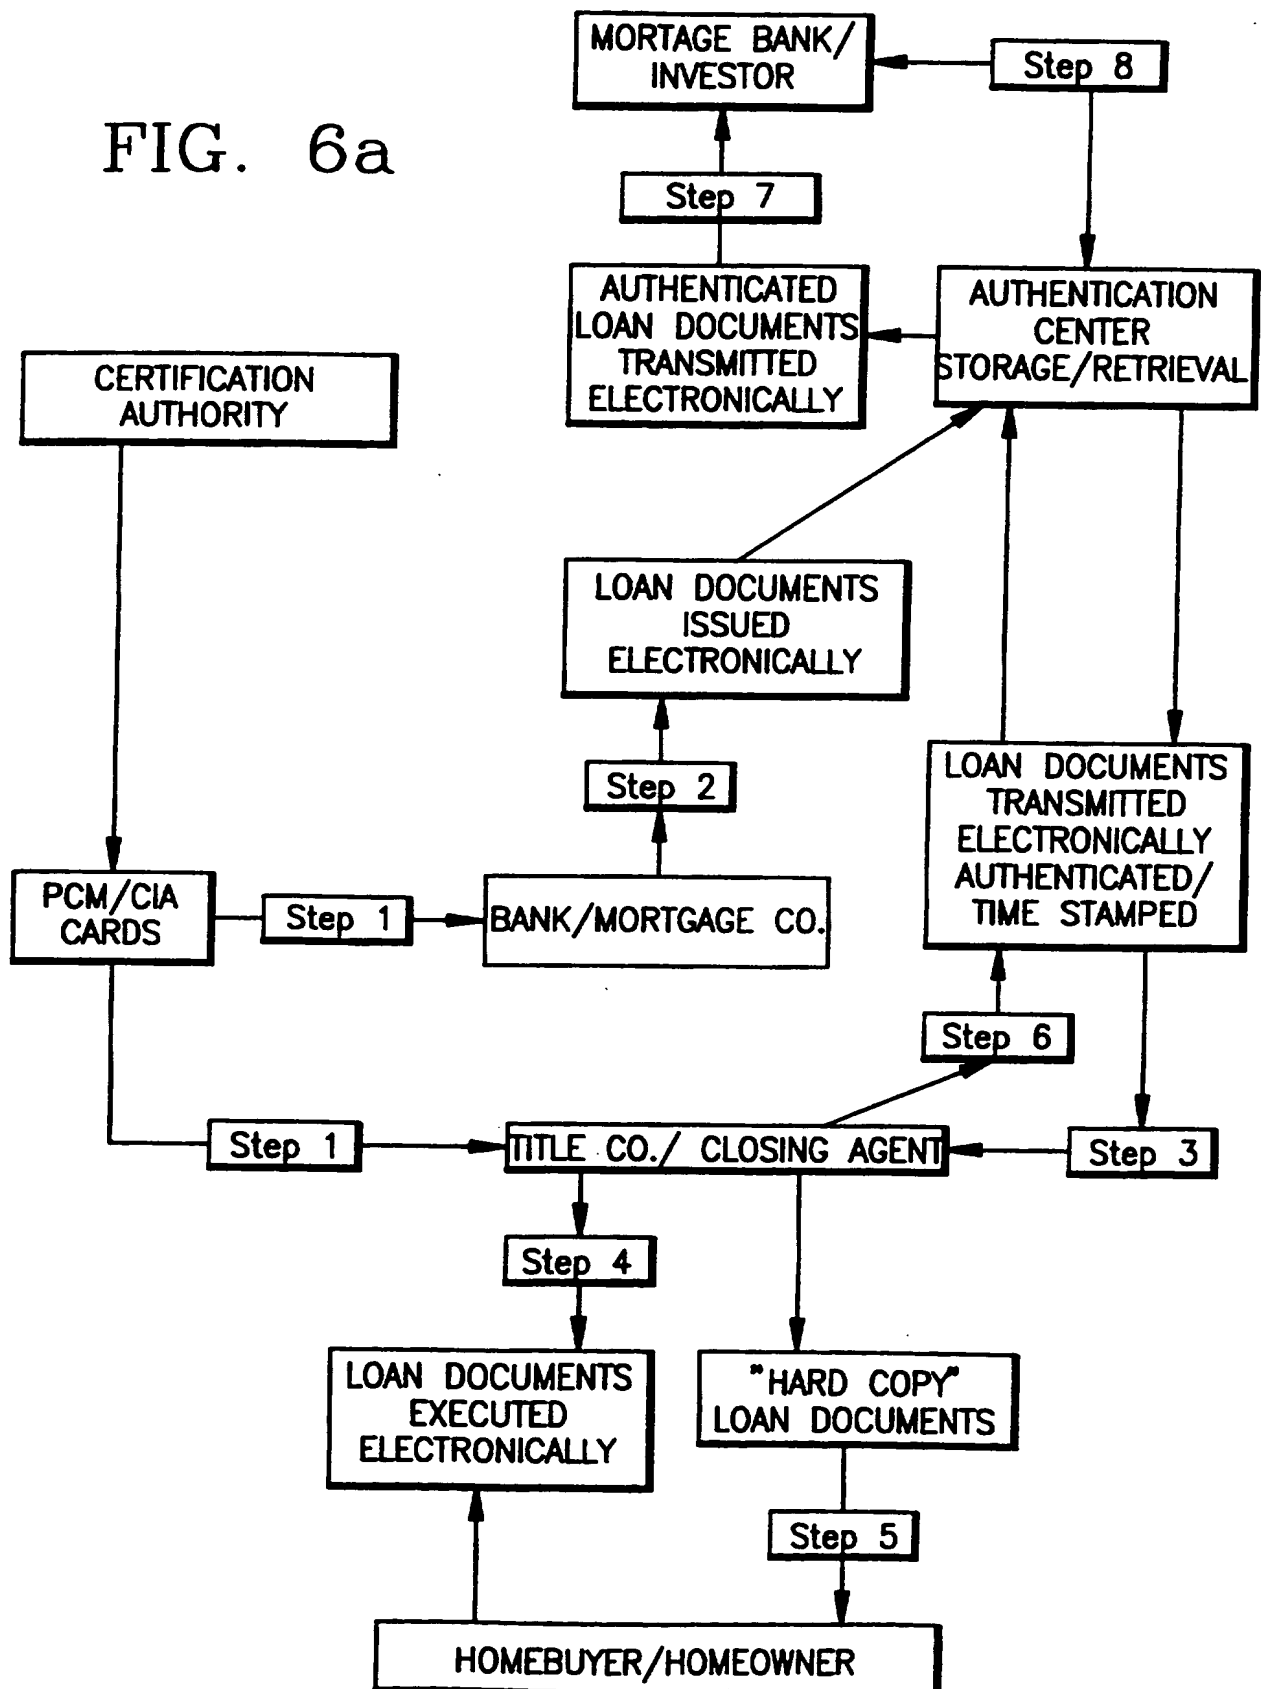 MORTAGE BANK/
INVESTOR
Step 8
FIG. 6a
Step 7
AUTHENTICATED
LOAN DOCUMENTS
TRANSMITTED
ELECTRONICALLY
AUTHENTICATION
CENTER
STORAGE/RETRIEVAL
CERTIFICATION
AUTHORITY
LOAN DOCUMENTS
ISSUED
ELECTRONICALLY
Step 2
LOAN DOCUMENTS
TRANSMITTED
ELECTRONICALLY
AUTHENTICATED/
TIME STAMPED
PCM/CIA
CARDS
Step 1
BANK/MORTGAGE CO.
Step 6
Step 1
TITLE CO./ CLOSING AGENT
Step 3
Step 4
LOAN DOCUMENTS
EXECUTED
ELECTRONICALLY
"HARD COPY"
LOAN DOCUMENTS
Step 5
HOMEBUYER/HOMEOWNER